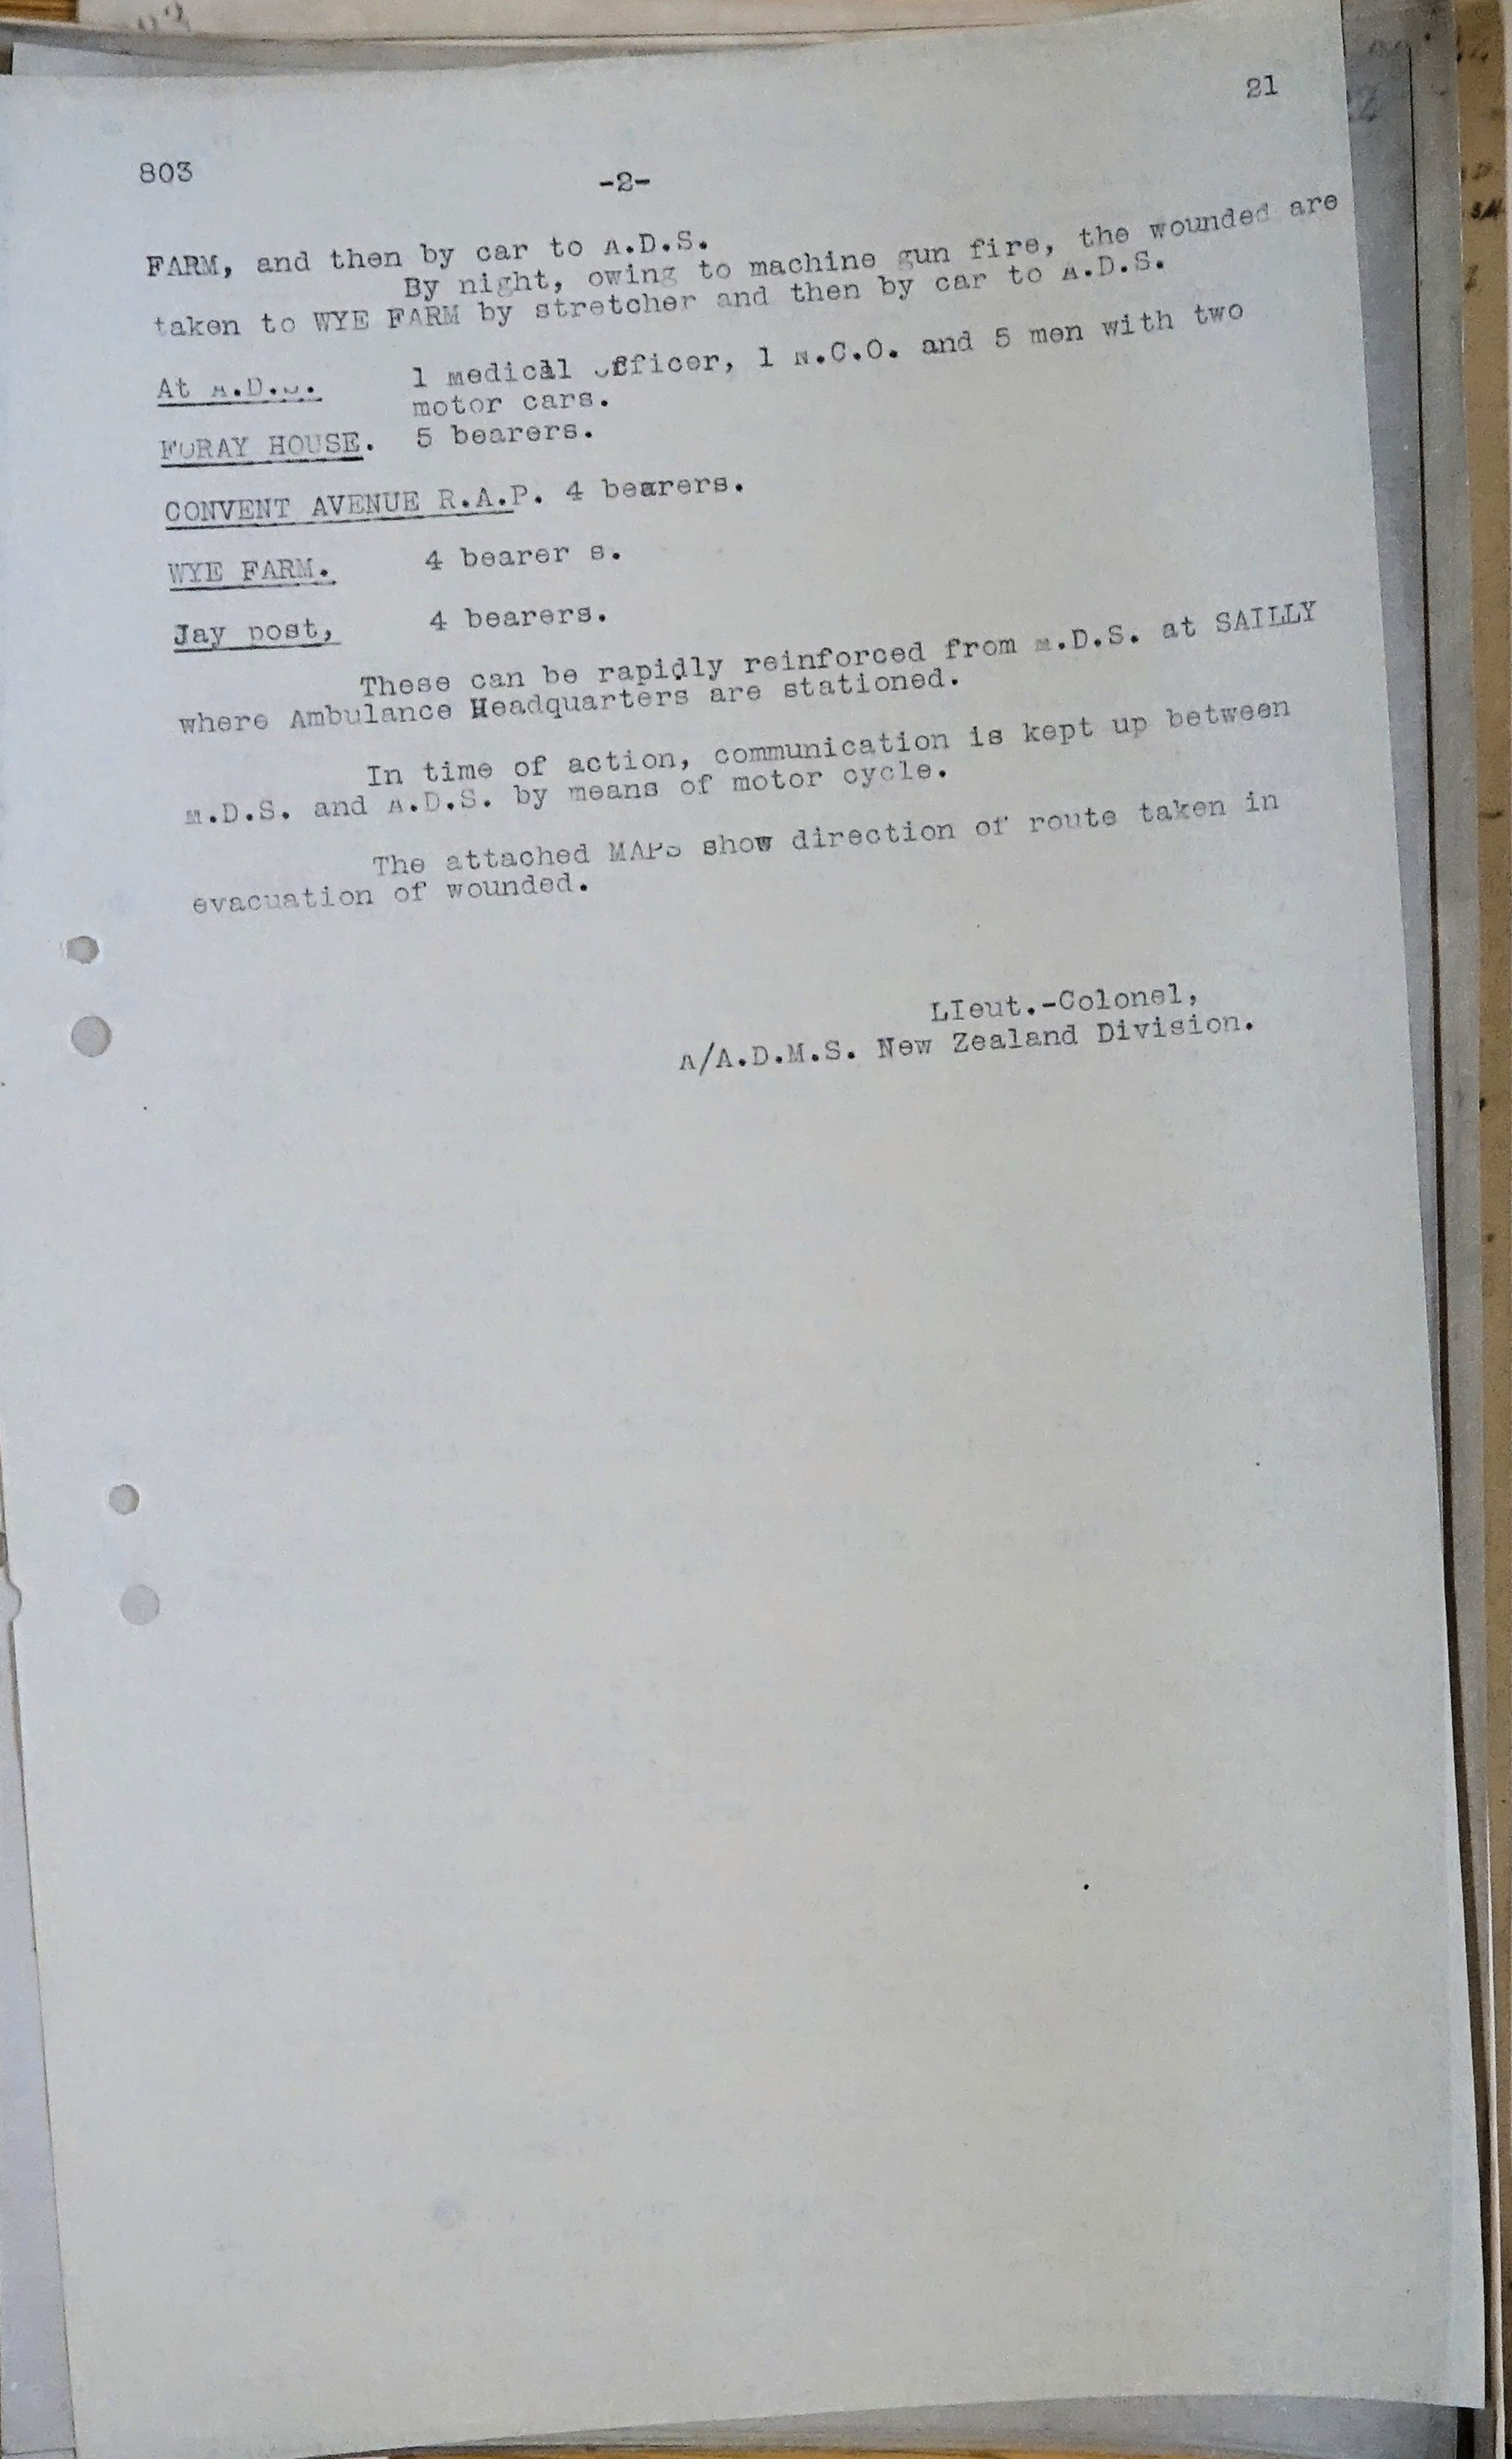 21
803
-2-
FARM, and then by car to A.D.S.
By night, owing to machine gun fire, the wounded are
taken to WYE FARM by stretcher and then by car to A.D.S.
At A.D.S. 1 Medical Officer, 1 N.C.O. and 5 men with two
motor cars.
FORAY HOUSE. 5 bearers.
CONVENT AVENUE R.A.P. 4 bearers.
WYE FARM. 4 bearer s.
Jay post, 4 bearers.
These can be rapidly reinforced from M.D.S. at SAILLY
where Ambulance Headquarters are stationed.
In time of action, communication is kept up between
M.D.S. and A.D.S. by means of motor cycle.
The attached MAPS show direction of route taken in
evacuation of wounded.
LIeut.-Colonel,
A/A.D.M.S. New Zealand Division.